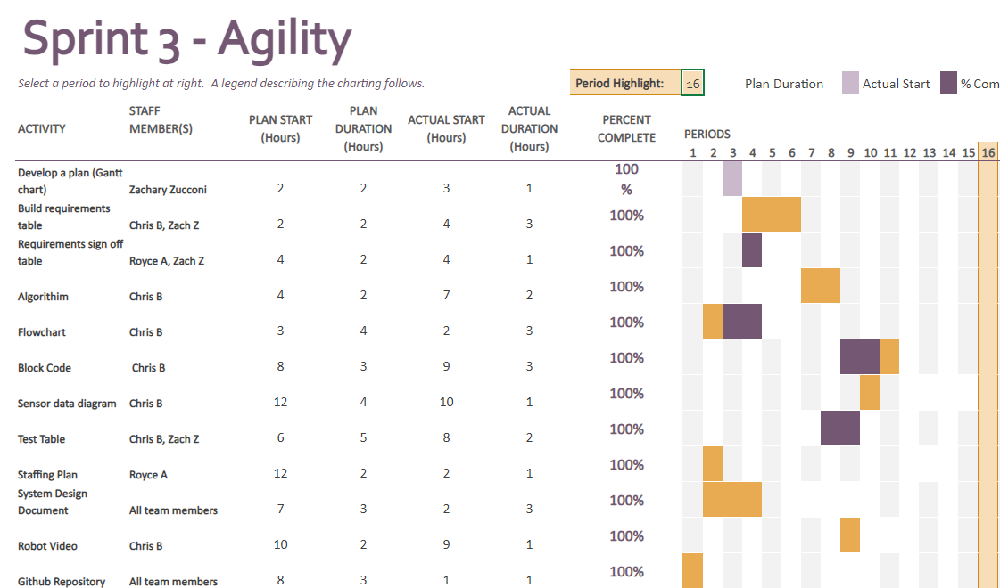 Sprint 3 - Agility
Select a period to highlight at right.  A legend describing the charting follows.
Period Highlight: 16
Plan Duration
Actual Start
% Com
ACTIVITY
STAFF
MEMBER(S)
PLAN START
(Hours)
PLAN
DURATION
(Hours)
ACTUAL START
(Hours)
ACTUAL
DURATION
(Hours)
PERCENT
COMPLETE
PERIODS
1 2 3 4 5 6 7 8 9 10 11 12 13 14 15 16
Develop a plan (Gantt
chart)
Zachary Zucconi 2 2 3 1
100
%
Build requirements
table
Chris B, Zach Z 2 2 4 3 100%
Requirements sign off
table
Royce A, Zach Z 4 2 4 1 100%
Algorithim Chris B 4 2 7 2 100%
Flowchart Chris B 3 4 2 3 100%
Block Code Chris B 8 3 9 3 100%
Sensor data diagram Chris B 12 4 10 1 100%
Test Table Chris B, Zach Z 6 5 8 2 100%
Staffing Plan Royce A 12 2 2 1 100%
System Design
Document
All team members 7 3 2 3 100%
Robot Video Chris B 10 2 9 1 100%
Github Repository All team members 8 3 1 1 100%